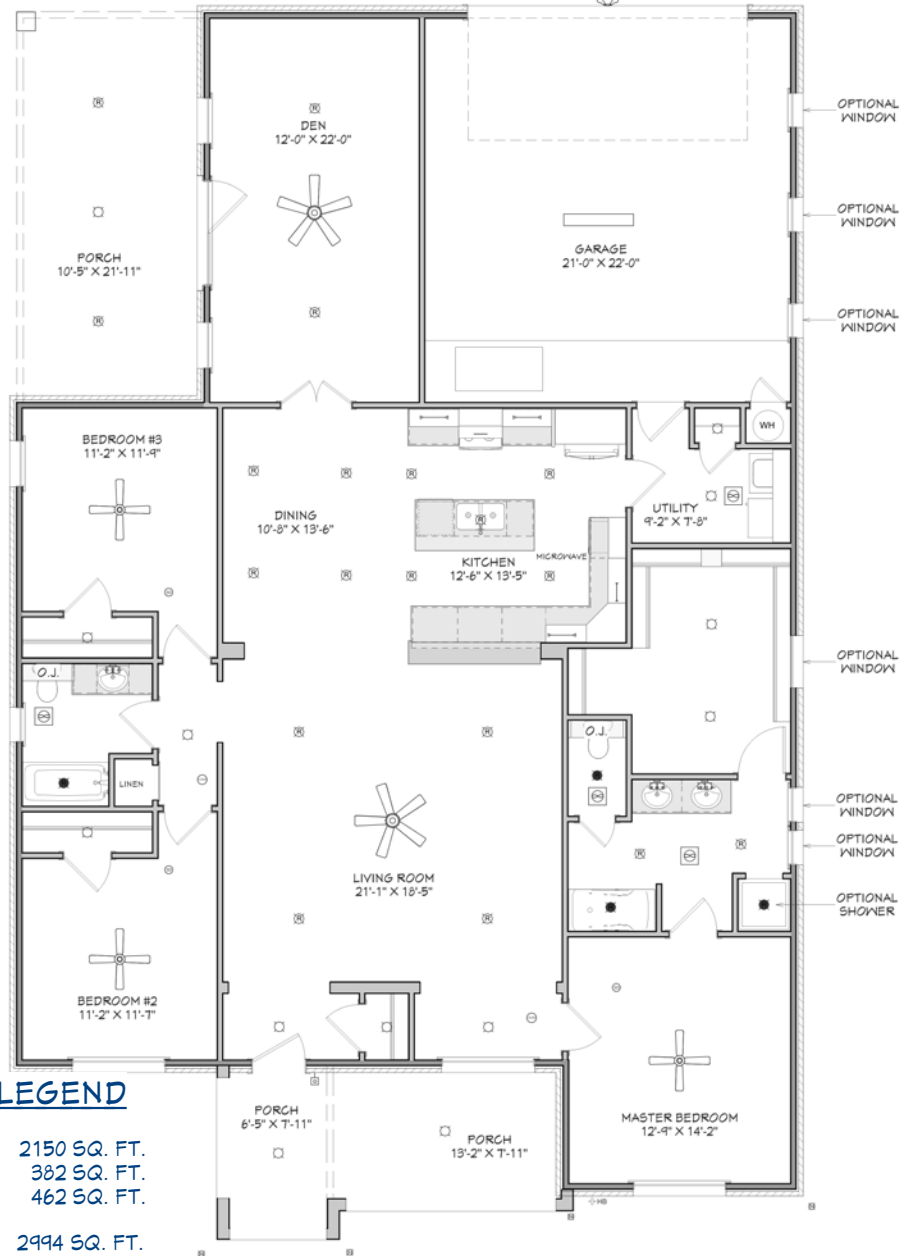 DEN
12'-0" X 22'-0"
OPTIONAL
WINDOW
OPTIONAL
WINDOW
GARAGE
21'-0" X 22'-0"
PORCH
10'-5" X 21'-11"
OPTIONAL
WINDOW
WH
BEDROOM #3
11'-2" X 11'-9"
DINING
10'-8" X 13'-6"
UTILITY
9'-2" X 7'-8"
KITCHEN
12'-6" X 13'-5"
MICROWAVE
OPTIONAL
WINDOW
O.J.
O.J.
LINEN
OPTIONAL
WINDOW
OPTIONAL
WINDOW
LIVING ROOM
21'-1" X 18'-5"
OPTIONAL
SHOWER
BEDROOM #2
11'-2" X 11'-7"
LEGEND
PORCH
6'-5" X 7'-11"
MASTER BEDROOM
12'-9" X 14'-2"
PORCH
13'-2" X 7'-11"
2150 SQ. FT.
382 SQ. FT.
462 SQ. FT.
2994 SQ. FT.
HB